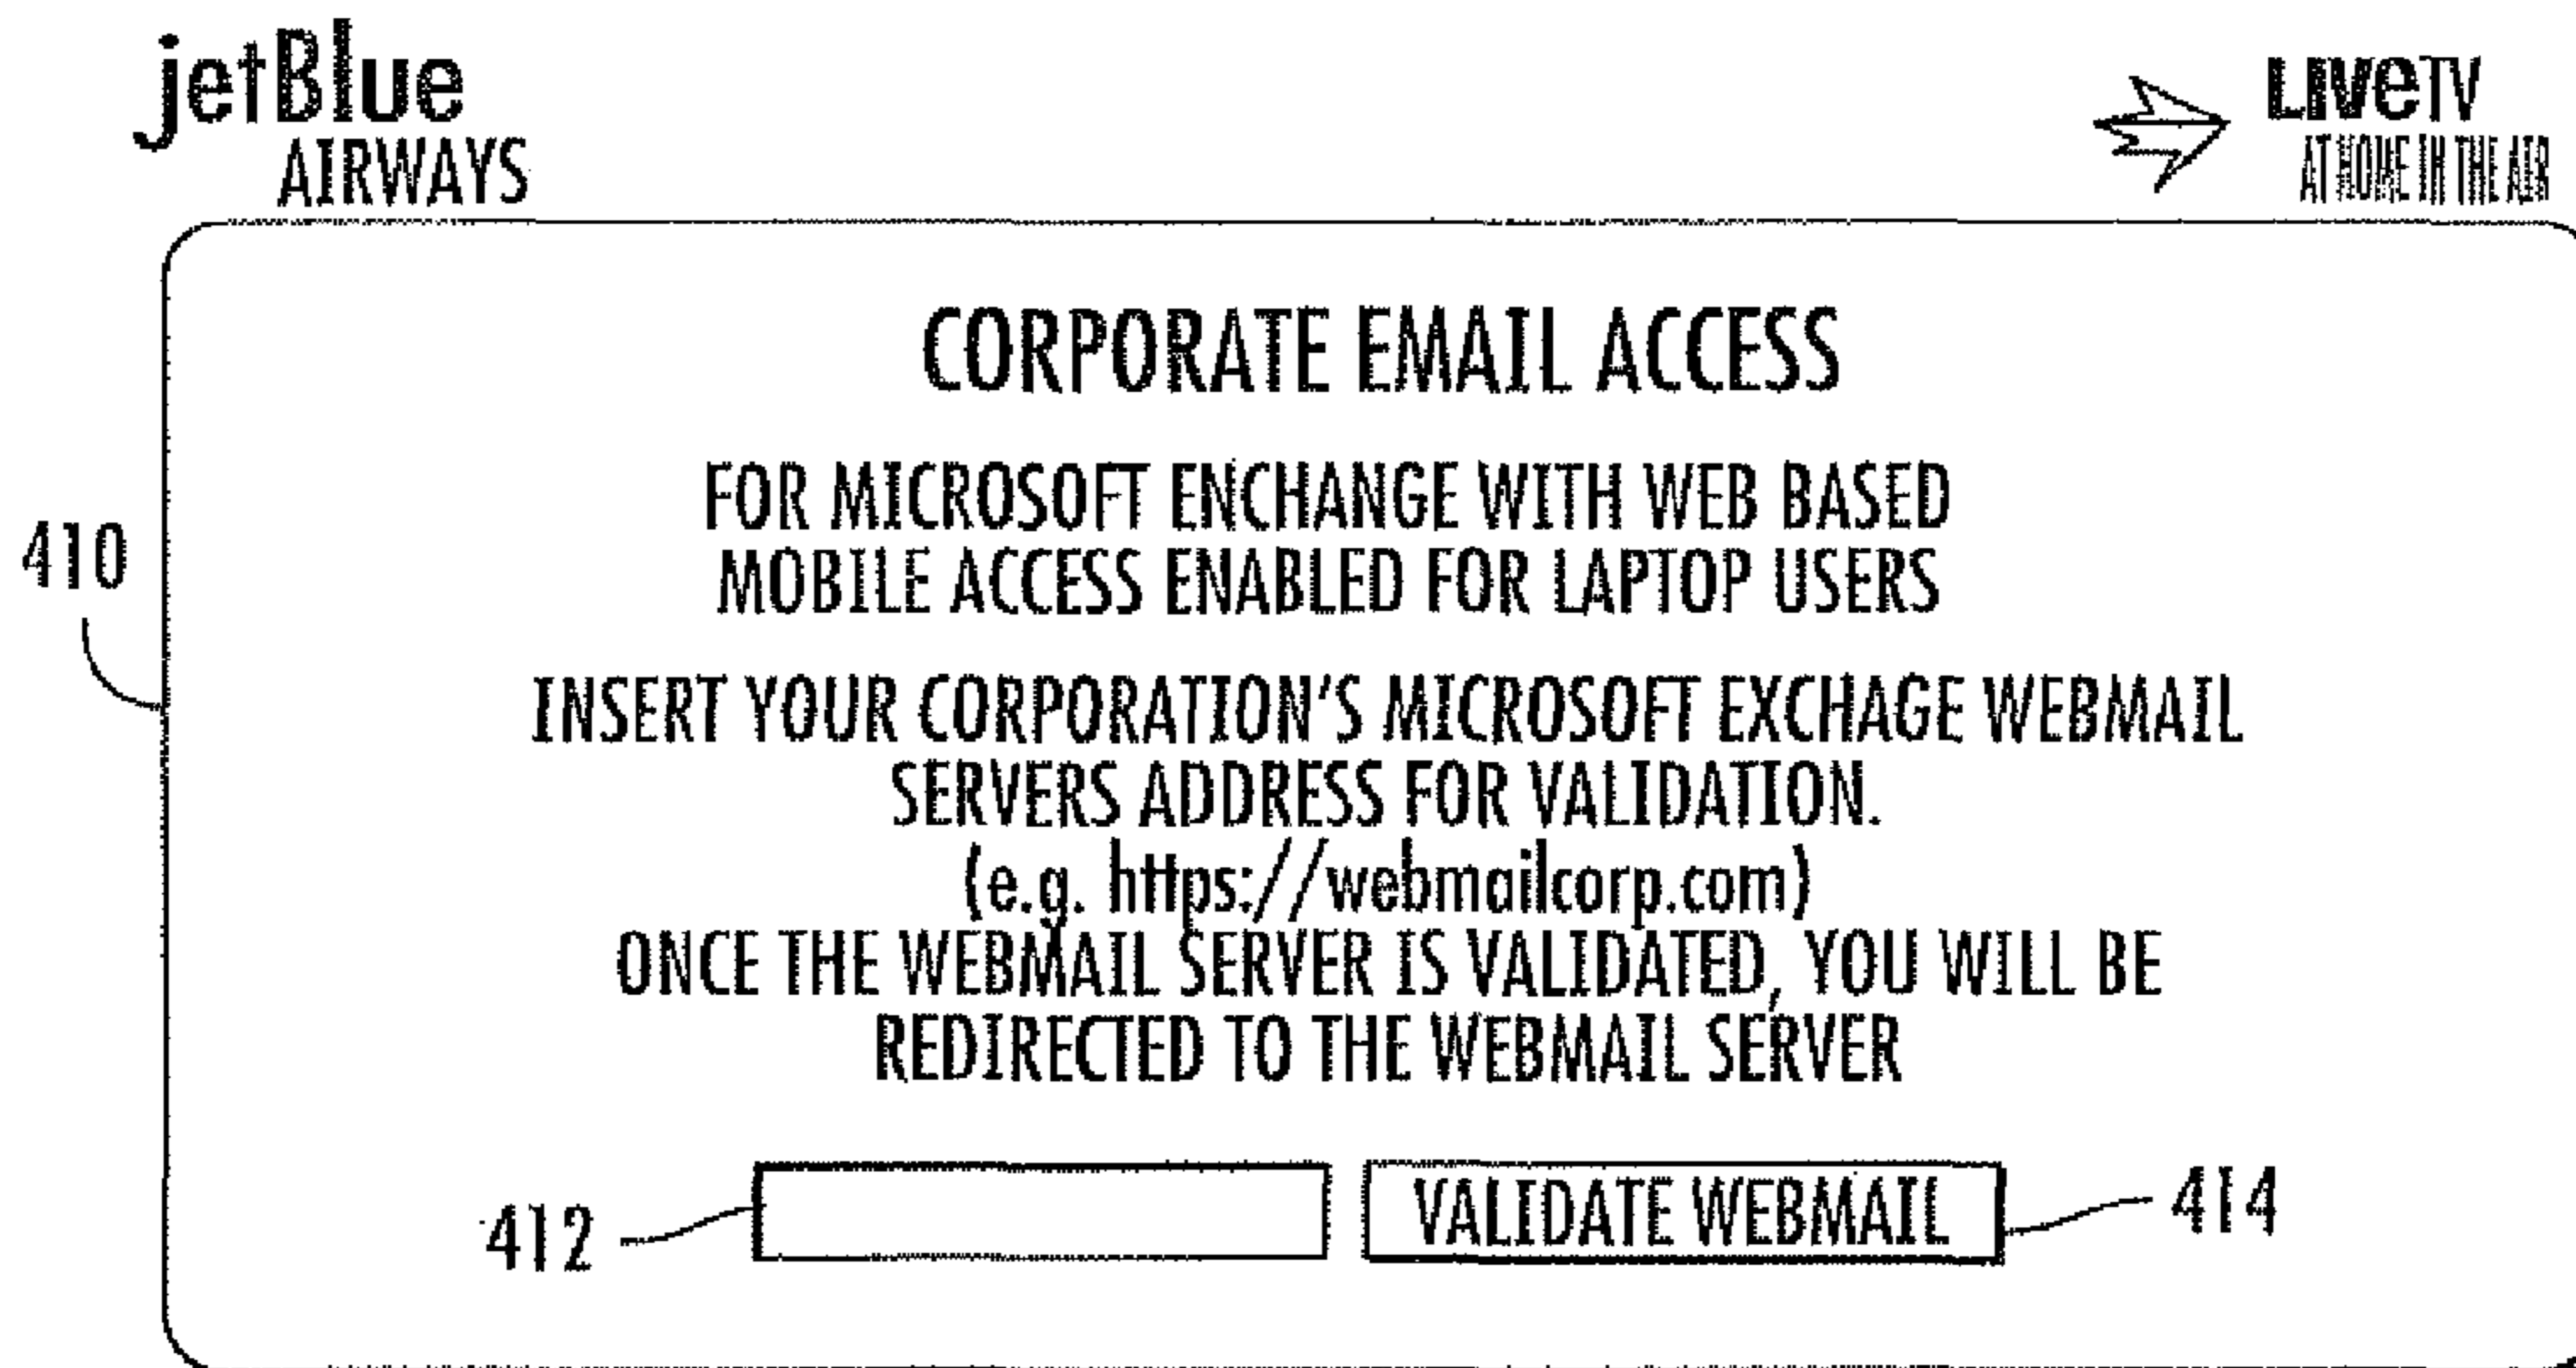 jetBlue
AIRWAYS
LiveTV
AT HOME IN THE AIR
CORPORATE EMAIL ACCESS
FOR MICROSOFT ENCHANGE WITH WEB BASED
MOBILE ACCESS ENABLED FOR LAPTOP USERS
410
INSERT YOUR CORPORATION'S MICROSOFT EXCHAGE WEBMAIL
SERVERS ADDRESS FOR VALIDATION.
(e.g. https://webmailcorp.com)
ONCE THE WEBMAIL SERVER IS VALIDATED, YOU WILL BE
REDIRECTED TO THE WEBMAIL SERVER
412
VALIDATE WEBMAIL
414